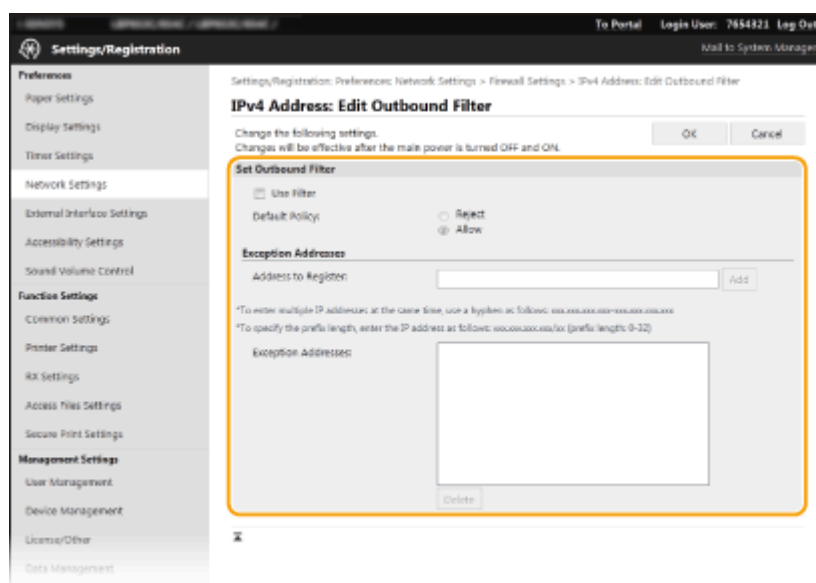 To Portal Login User: 7654321 Log Out
Settings/Registration
Mail to System Manager
Preferences
Paper Settings
Display Settings
Timer Settings
Network Settings
External Interface Settings
Accessibility Settings
Sound Volume Control
Function Settings
Common Settings
Printer Settings
RX Settings
Access Files Settings
Secure Print Settings
Management Settings
User Management
Device Management
License/Other
Data Management
Settings/Registration: Preferences: Network Settings > Firewall Settings > IPv4 Address: Edit Outbound Filter
IPv4 Address: Edit Outbound Filter
Change the following settings.
Changes will be effective after the main power is turned OFF and ON.
OK Cancel
Set Outbound Filter
Use Filter
Default Policy:
Reject
Allow
Exception Addresses
Address to Register:
Add
*To enter multiple IP addresses at the same time, use a hyphen as follows: xxx.xxx.xxx.xxx-xxx.xxx.xxx.xxx
*To specify the prefix length, enter the IP address as follows: xxx.xxx.xxx.xxx/xx (prefix length: 0-32)
Exception Addresses:
Delete